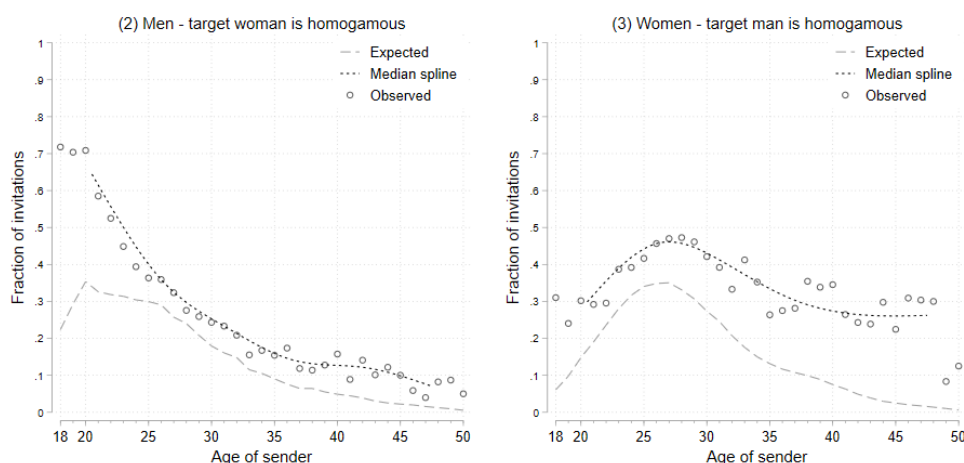 (2) Men - target woman is homogamous
Fraction of invitations
1
.9
.8
.7
.6
.5
.4
.3
.2
.1
0
Expected
Median spline
Observed
18 20 25 30 35 40 45 50
Age of sender
(3) Women - target man is homogamous
Fraction of invitations
1
.9
.8
.7
.6
.5
.4
.3
.2
.1
0
Expected
Median spline
Observed
18 20 25 30 35 40 45 50
Age of sender